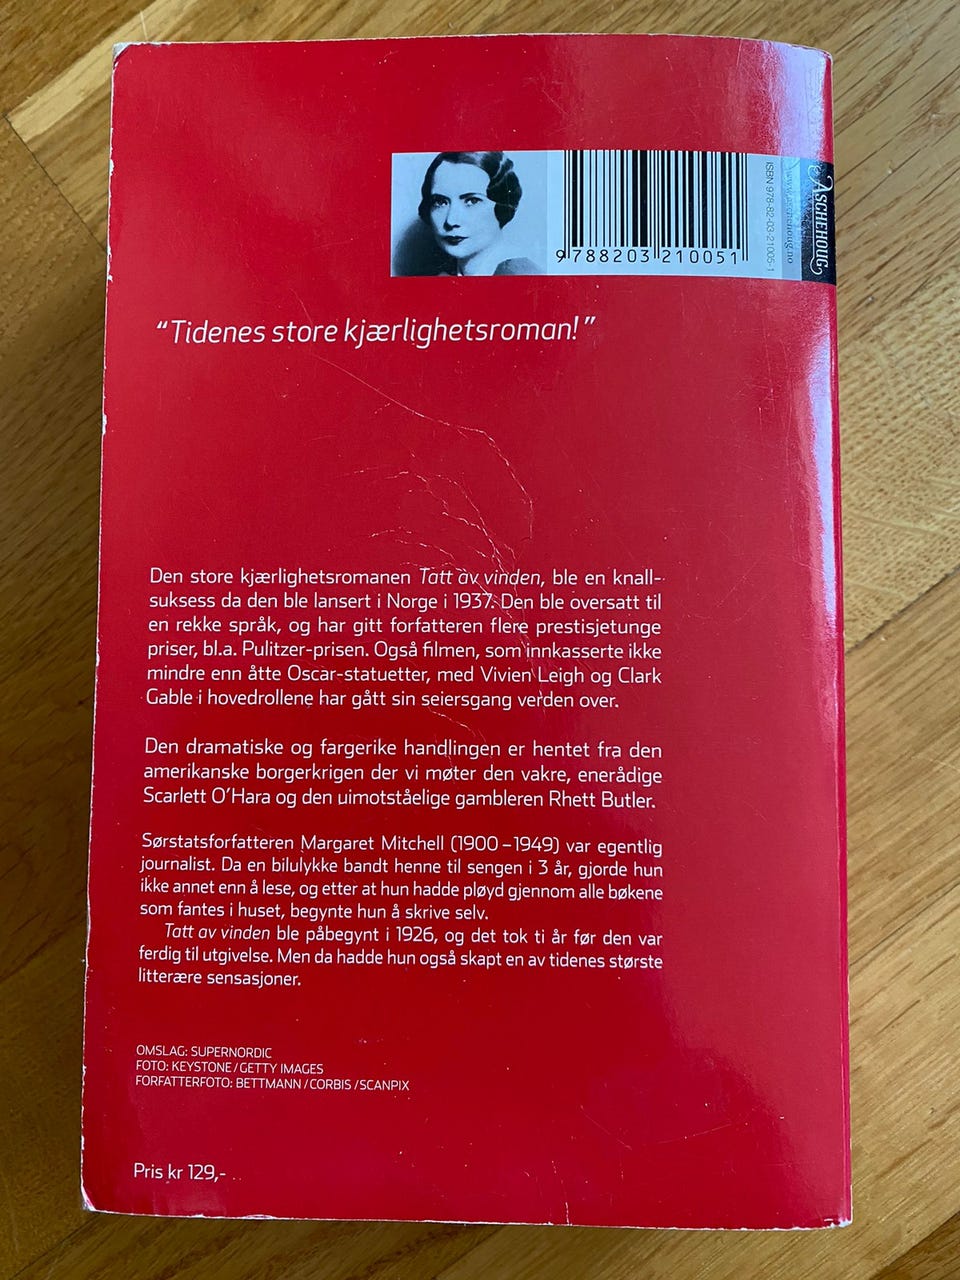 9 788203 210051
ISBN 978-82-03-21005-1
www.aschehoug.no
ASCHEHOUG
“Tidenes store kjærlighetsroman!”
Den store kjærlighetsromanen Tatt av vinden, ble en knall-
suksess da den ble lansert i Norge i 1937. Den ble oversatt til
en rekke språk, og har gitt forfatteren flere prestisjetunge
priser, bl.a. Pulitzer-prisen. Også filmen, som innkasserte ikke
mindre enn åtte Oscar-statuetter, med Vivien Leigh og Clark
Gable i hovedrollene har gått sin seiersgang verden over.
Den dramatiske og fargerike handlingen er hentet fra den
amerikanske borgerkrigen der vi møter den vakre, enerådige
Scarlett O’Hara og den uimotståelige gambleren Rhett Butler.
Sørstatsforfatteren Margaret Mitchell (1900–1949) var egentlig
journalist. Da en bilulykke bandt henne til sengen i 3 år, gjorde hun
ikke annet enn å lese, og etter at hun hadde pløyd gjennom alle bøkene
som fantes i huset, begynte hun å skrive selv.
Tatt av vinden ble påbegynt i 1926, og det tok ti år før den var
ferdig til utgivelse. Men da hadde hun også skapt en av tidenes største
litterære sensasjoner.
OMSLAG: SUPERNORDIC
FOTO: KEYSTONE/GETTY IMAGES
FORFATTERFOTO: BETTMANN/CORBIS/SCANPIX
Pris kr 129,-